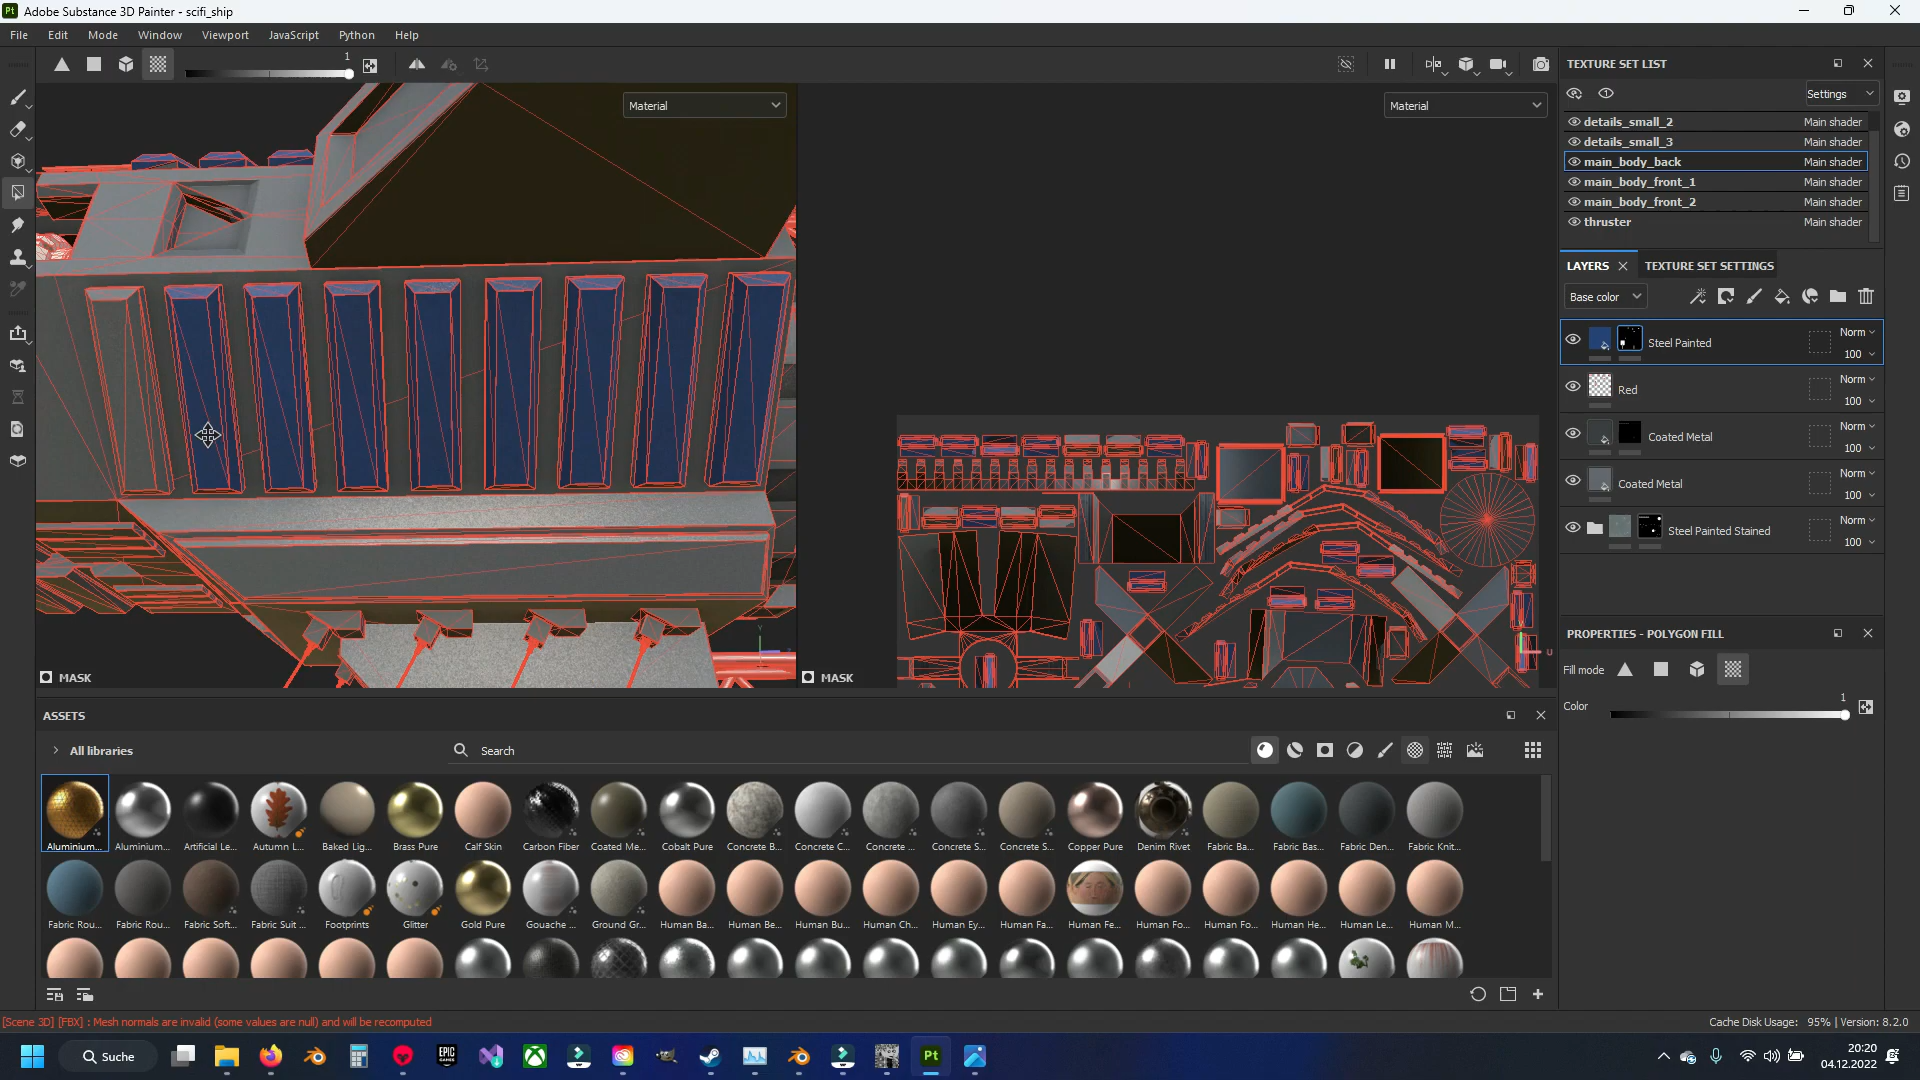 Pt Adobe Substance 3D Painter - scifi_ship
File Edit Mode Window Viewport JavaScript Python Help
1
Material
Material
TEXTURE SET LIST
Settings
details_small_2 Main shader
details_small_3 Main shader
main_body_back Main shader
main_body_front_1 Main shader
main_body_front_2 Main shader
thruster Main shader
LAYERS TEXTURE SET SETTINGS
Base color
Steel Painted Norm
100
Red Norm
100
Coated Metal Norm
100
Coated Metal Norm
100
Steel Painted Stained Norm
100
MASK
MASK
PROPERTIES - POLYGON FILL
Fill mode
Color 1
ASSETS
All libraries
Search
Aluminium... Aluminium... Artificial Le... Autumn L... Baked Lig... Brass Pure Calf Skin Carbon Fiber Coated Me... Cobalt Pure Concrete B... Concrete C... Concrete ... Concrete S... Concrete S... Copper Pure Denim Rivet Fabric Ba... Fabric Bas... Fabric Den... Fabric Knit...
Fabric Rou... Fabric Rou... Fabric Soft... Fabric Suit ... Footprints Glitter Gold Pure Gouache ... Ground Gr... Human Ba... Human Be... Human Bu... Human Ch... Human Ey... Human Fa... Human Fe... Human Fo... Human Fo... Human He... Human Le... Human M...
[Scene 3D] [FBX] : Mesh normals are invalid (some values are null) and will be recomputed
Cache Disk Usage: 95% | Version: 8.2.0
Suche
EPIC GAMES
Pt
20:20
04.12.2022